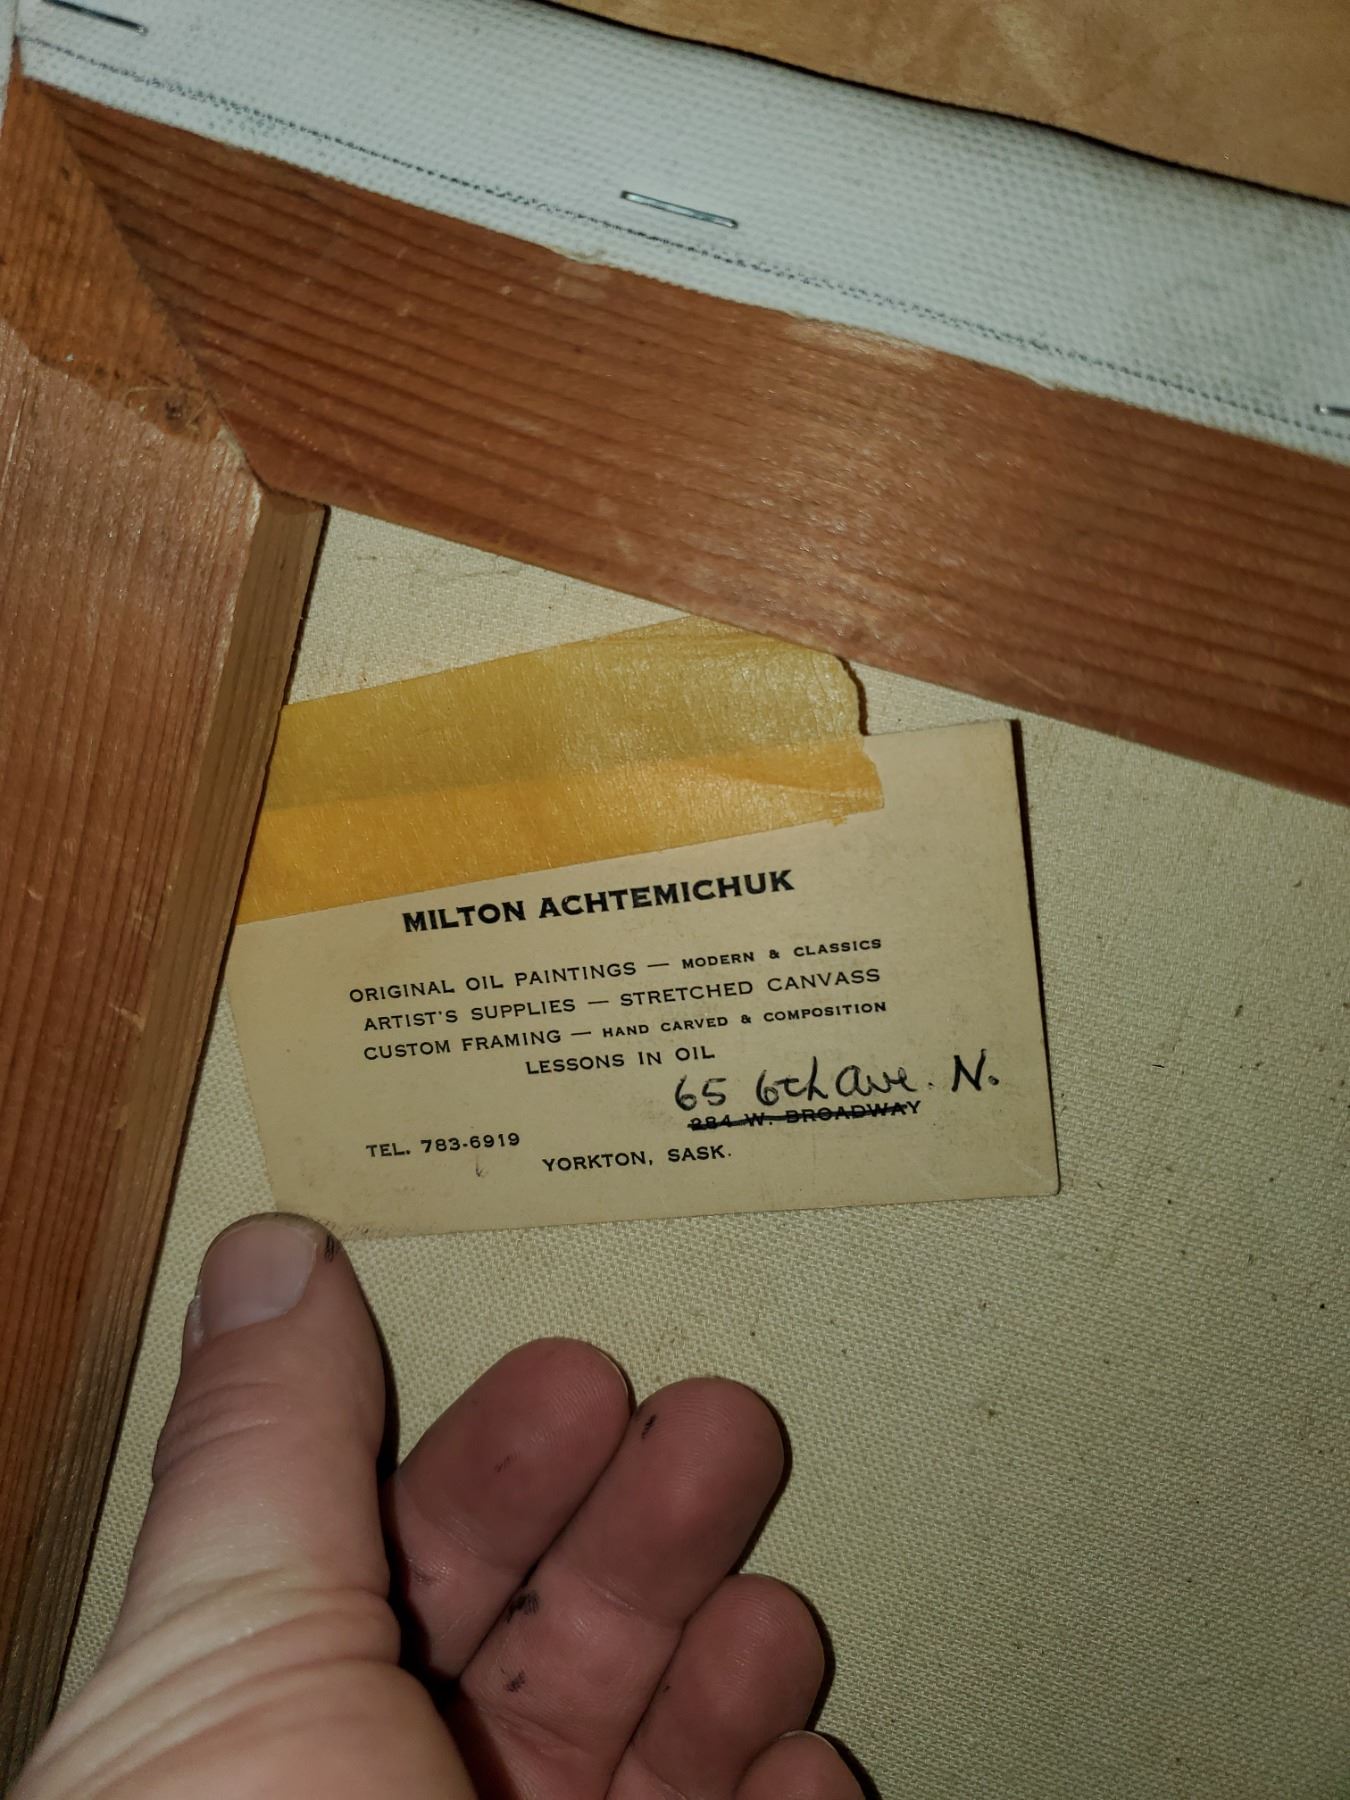 MILTON ACHTEMICHUK
ORIGINAL OIL PAINTINGS — MODERN & CLASSICS
ARTIST'S SUPPLIES — STRETCHED CANVASS
CUSTOM FRAMING — HAND CARVED & COMPOSITION
LESSONS IN OIL
65 6th Ave. N.
284 W. BROADWAY
TEL. 783-6919
YORKTON, SASK.